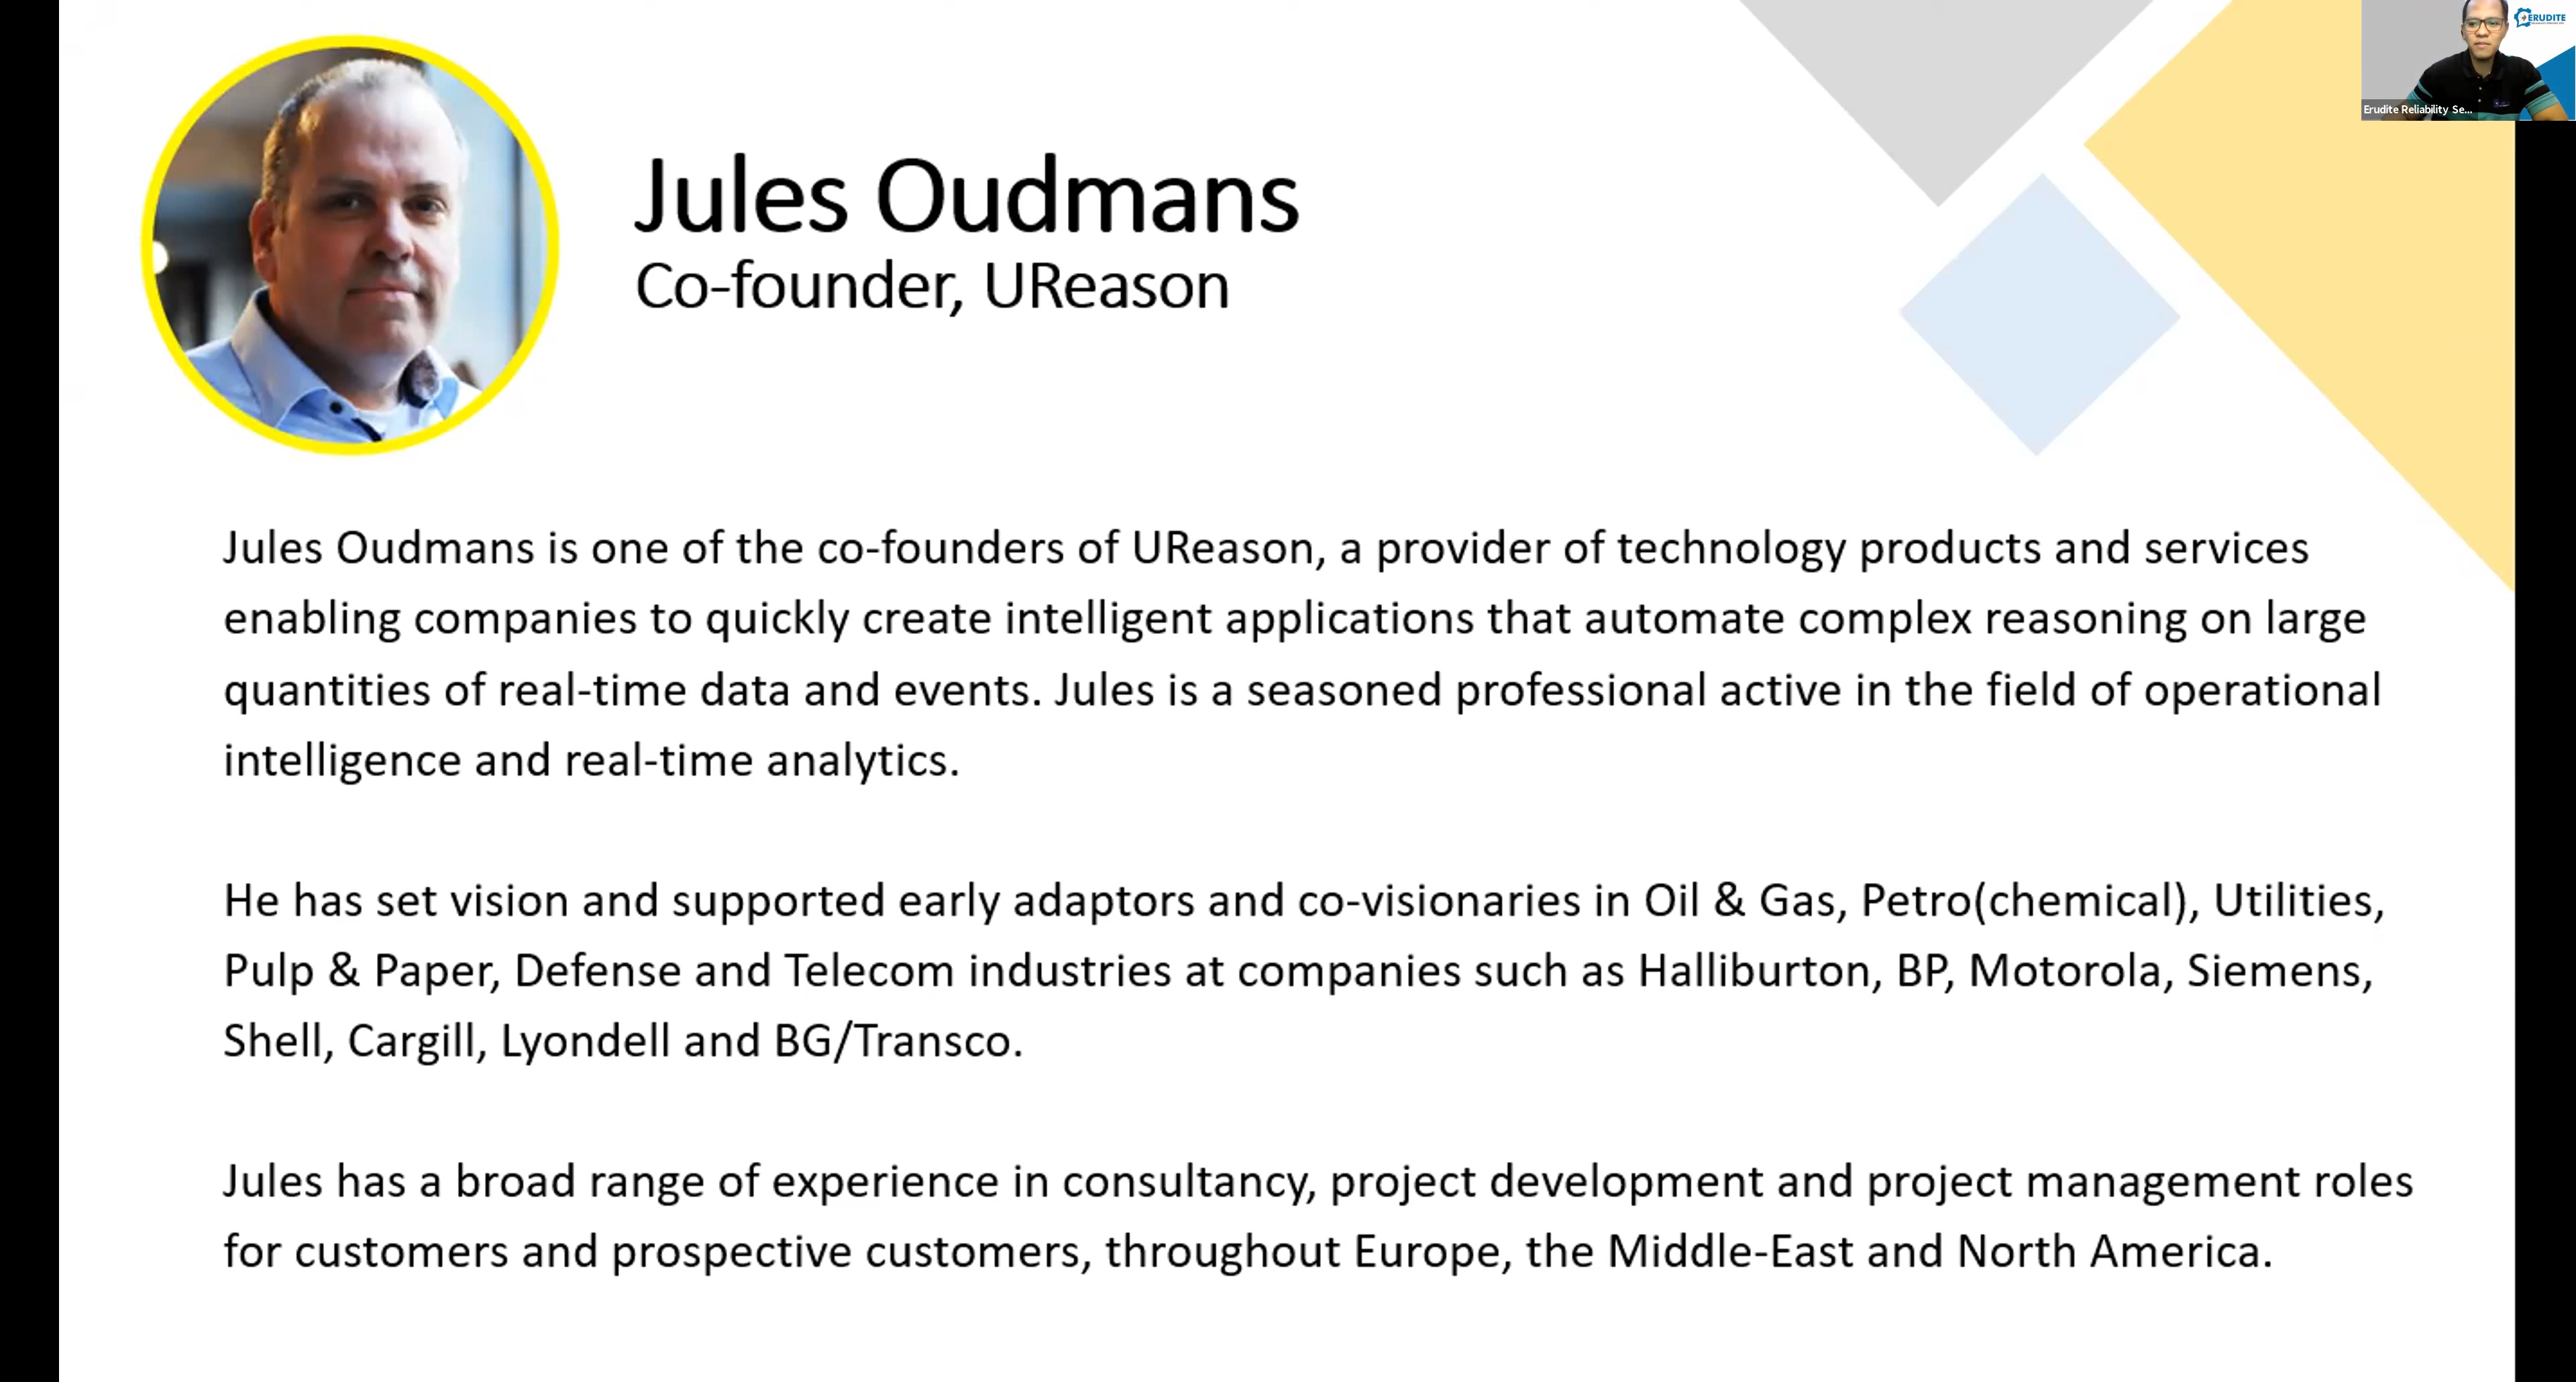 Jules Oudmans
Co-founder, UReason
ERUDITE
Erudite Reliability Se...
Jules Oudmans is one of the co-founders of UReason, a provider of technology products and services
enabling companies to quickly create intelligent applications that automate complex reasoning on large
quantities of real-time data and events. Jules is a seasoned professional active in the field of operational
intelligence and real-time analytics.
He has set vision and supported early adaptors and co-visionaries in Oil & Gas, Petro(chemical), Utilities,
Pulp & Paper, Defense and Telecom industries at companies such as Halliburton, BP, Motorola, Siemens,
Shell, Cargill, Lyondell and BG/Transco.
Jules has a broad range of experience in consultancy, project development and project management roles
for customers and prospective customers, throughout Europe, the Middle-East and North America.